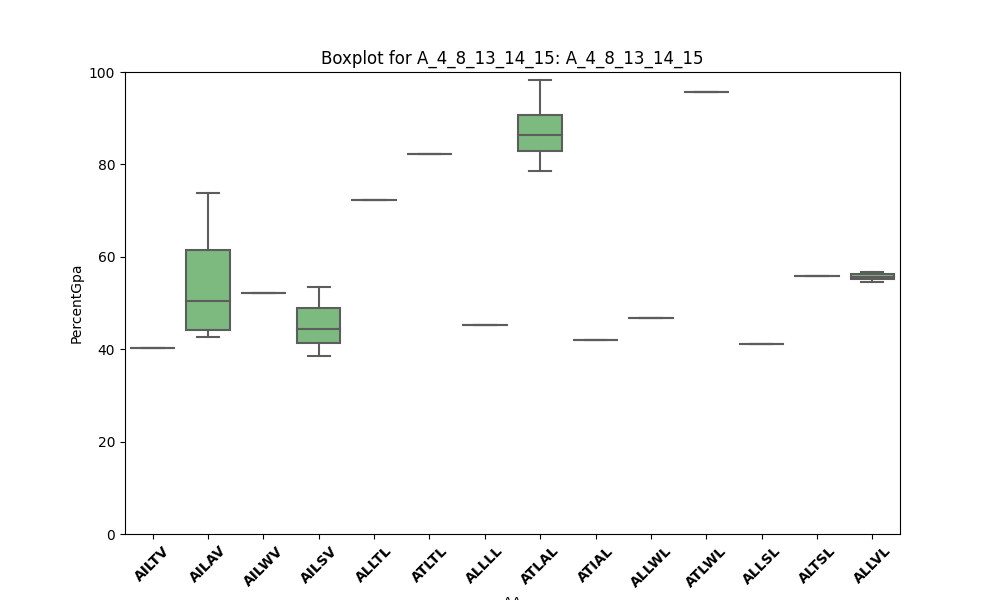 Boxplot for A_4_8_13_14_15: A_4_8_13_14_15
100
80
60
40
20
0
PercentGpa
AILTV
AILAV
AILWV
AILSV
ALLTL
ATLTL
ALLLL
ATLAL
ATIAL
ALLWL
ATLWL
ALLSL
ALTSL
ALLVL